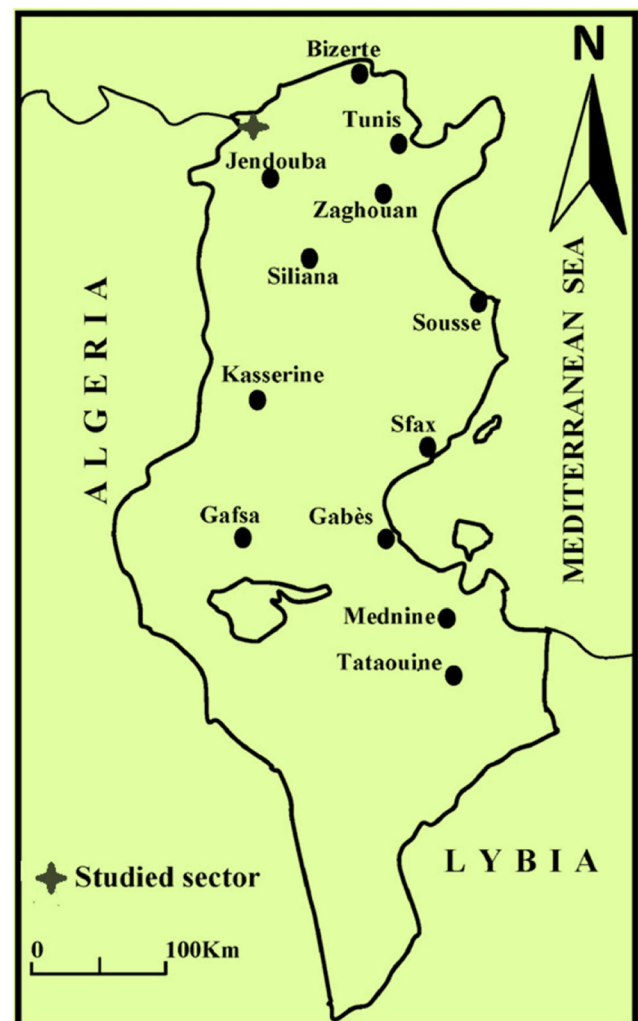 Bizerte
N
Tunis
Jendouba
Zaghouan
Siliana
Sousse
ALGERIA
MEDITERRANEAN SEA
Kasserine
Sfax
Gafsa
Gabès
Mednine
Tataouine
LYBIA
Studied sector
0 100Km